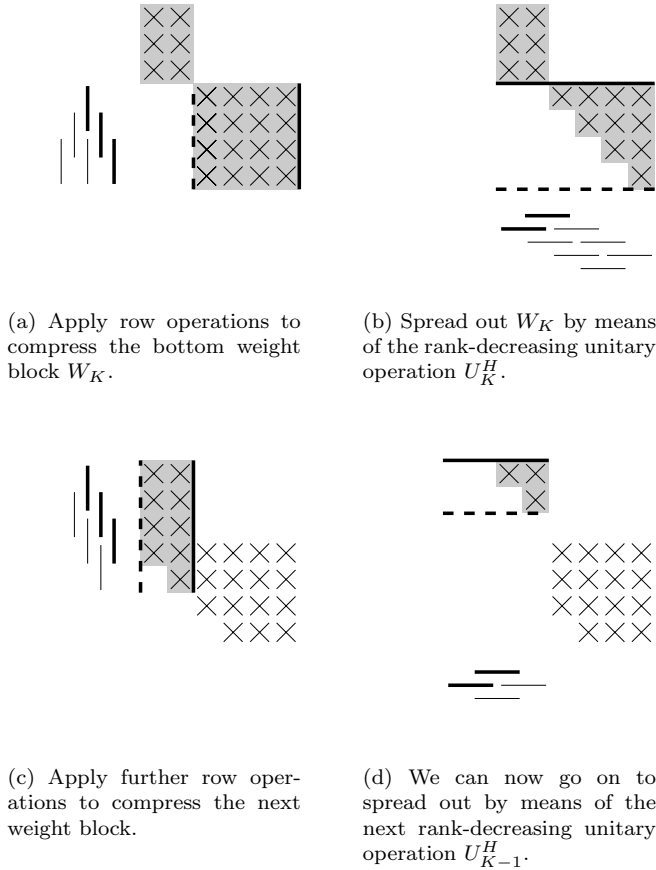 (a) Apply row operations to
compress the bottom weight
block W_K.
(b) Spread out W_K by means
of the rank-decreasing unitary
operation U_K^H.
(c) Apply further row oper-
ations to compress the next
weight block.
(d) We can now go on to
spread out by means of the
next rank-decreasing unitary
operation U_{K-1}^H.